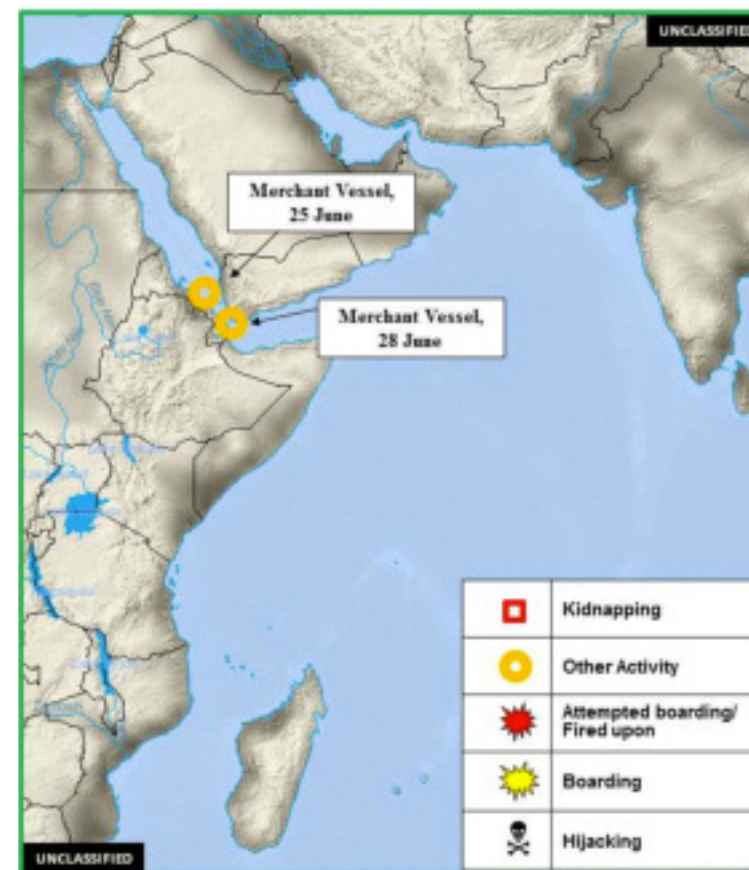 UNCLASSIFIED
Merchant Vessel,
25 June
Merchant Vessel,
28 June
Kidnapping
Other Activity
Attempted boarding/
Fired upon
Boarding
Hijacking
UNCLASSIFIED